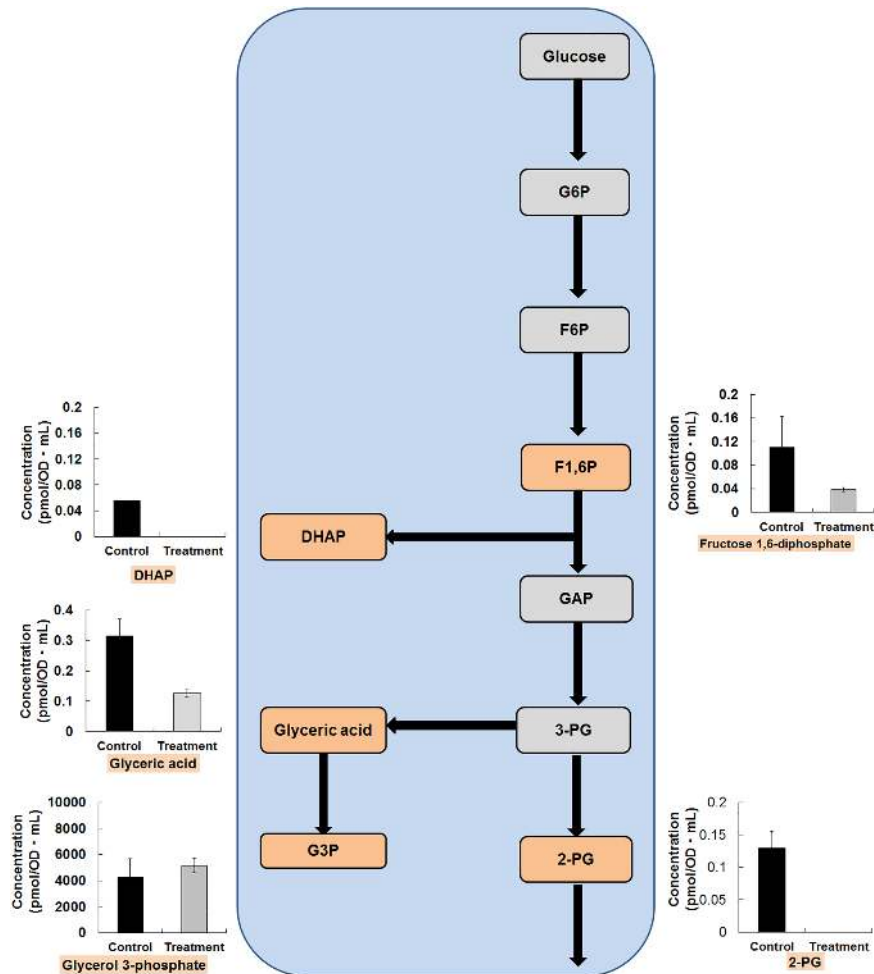 Glucose
G6P
F6P
F1,6P
DHAP
GAP
Glyceric acid
3-PG
G3P
2-PG
Concentration
(pmol/OD・mL)
0.2
0.16
0.12
0.08
0.04
0
Control Treatment
DHAP
Concentration
(pmol/OD・mL)
0.4
0.3
0.2
0.1
0
Control Treatment
Glyceric acid
Concentration
(pmol/OD・mL)
10000
8000
6000
4000
2000
0
Control Treatment
Glycerol 3-phosphate
Concentration
(pmol/OD・mL)
0.2
0.16
0.12
0.08
0.04
0
Control Treatment
Fructose 1,6-diphosphate
Concentration
(pmol/OD・mL)
0.2
0.15
0.1
0.05
0
Control Treatment
2-PG